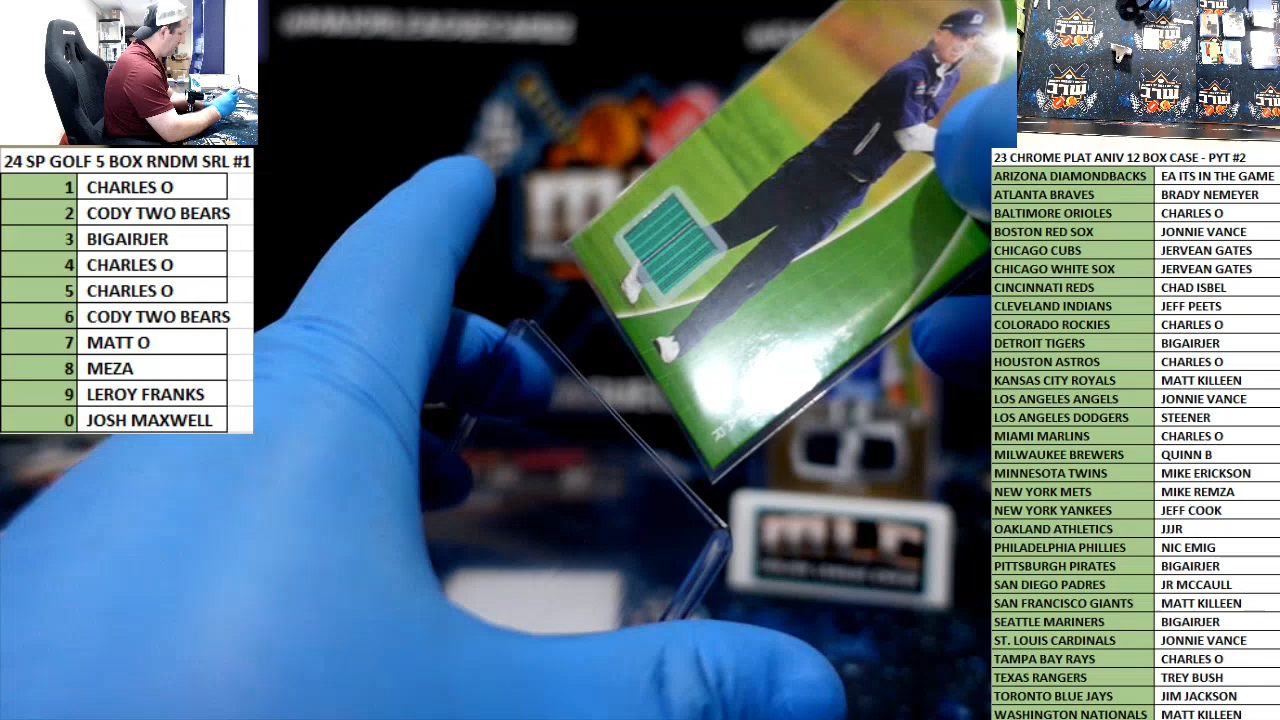 24 SP GOLF 5 BOX RNDM SRL #1
1 CHARLES O
2 CODY TWO BEARS
3 BIGAIRJER
4 CHARLES O
5 CHARLES O
6 CODY TWO BEARS
7 MATT O
8 MEZA
9 LEROY FRANKS
0 JOSH MAXWELL
MLC
23 CHROME PLAT ANIV 12 BOX CASE - PYT #2
ARIZONA DIAMONDBACKS EA ITS IN THE GAME
ATLANTA BRAVES BRADY NEMEYER
BALTIMORE ORIOLES CHARLES O
BOSTON RED SOX JONNIE VANCE
CHICAGO CUBS JERVEAN GATES
CHICAGO WHITE SOX JERVEAN GATES
CINCINNATI REDS CHAD ISBEL
CLEVELAND INDIANS JEFF PEETS
COLORADO ROCKIES CHARLES O
DETROIT TIGERS BIGAIRJER
HOUSTON ASTROS CHARLES O
KANSAS CITY ROYALS MATT KILLEEN
LOS ANGELES ANGELS JONNIE VANCE
LOS ANGELES DODGERS STEENER
MIAMI MARLINS CHARLES O
MILWAUKEE BREWERS QUINN B
MINNESOTA TWINS MIKE ERICKSON
NEW YORK METS MIKE REMZA
NEW YORK YANKEES JEFF COOK
OAKLAND ATHLETICS JJJR
PHILADELPHIA PHILLIES NIC EMIG
PITTSBURGH PIRATES BIGAIRJER
SAN DIEGO PADRES JR MCCAULL
SAN FRANCISCO GIANTS MATT KILLEEN
SEATTLE MARINERS BIGAIRJER
ST. LOUIS CARDINALS JONNIE VANCE
TAMPA BAY RAYS CHARLES O
TEXAS RANGERS TREY BUSH
TORONTO BLUE JAYS JIM JACKSON
WASHINGTON NATIONALS MATT KILLEEN